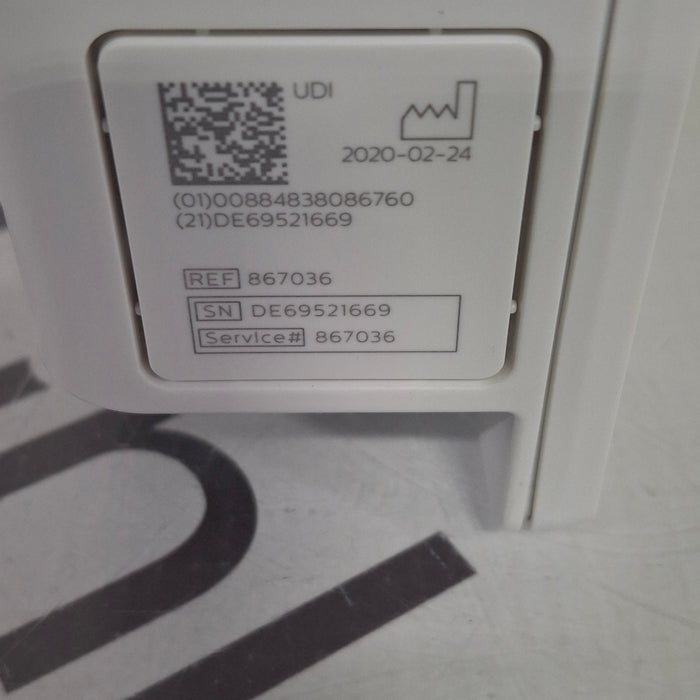 UDI
2020-02-24
(01)00884838086760
(21)DE69521669
REF 867036
SN DE69521669
Service# 867036